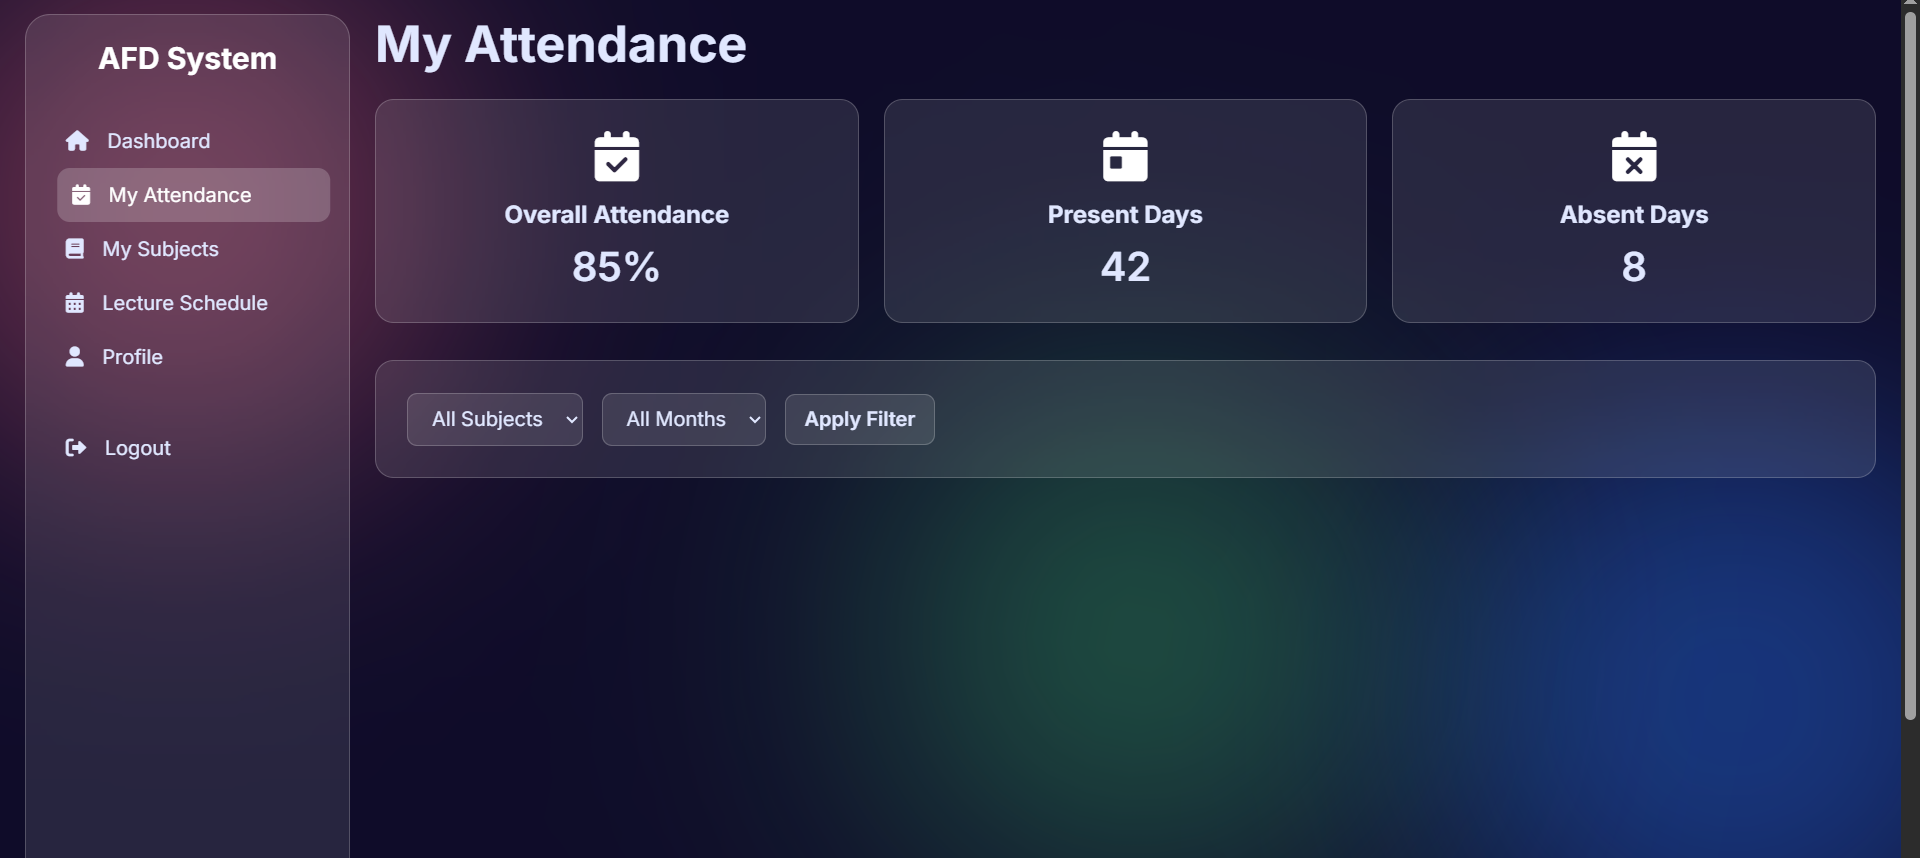 AFD System
Dashboard
My Attendance
My Subjects
Lecture Schedule
Profile
Logout
My Attendance
Overall Attendance
85%
Present Days
42
Absent Days
8
All Subjects
All Months
Apply Filter